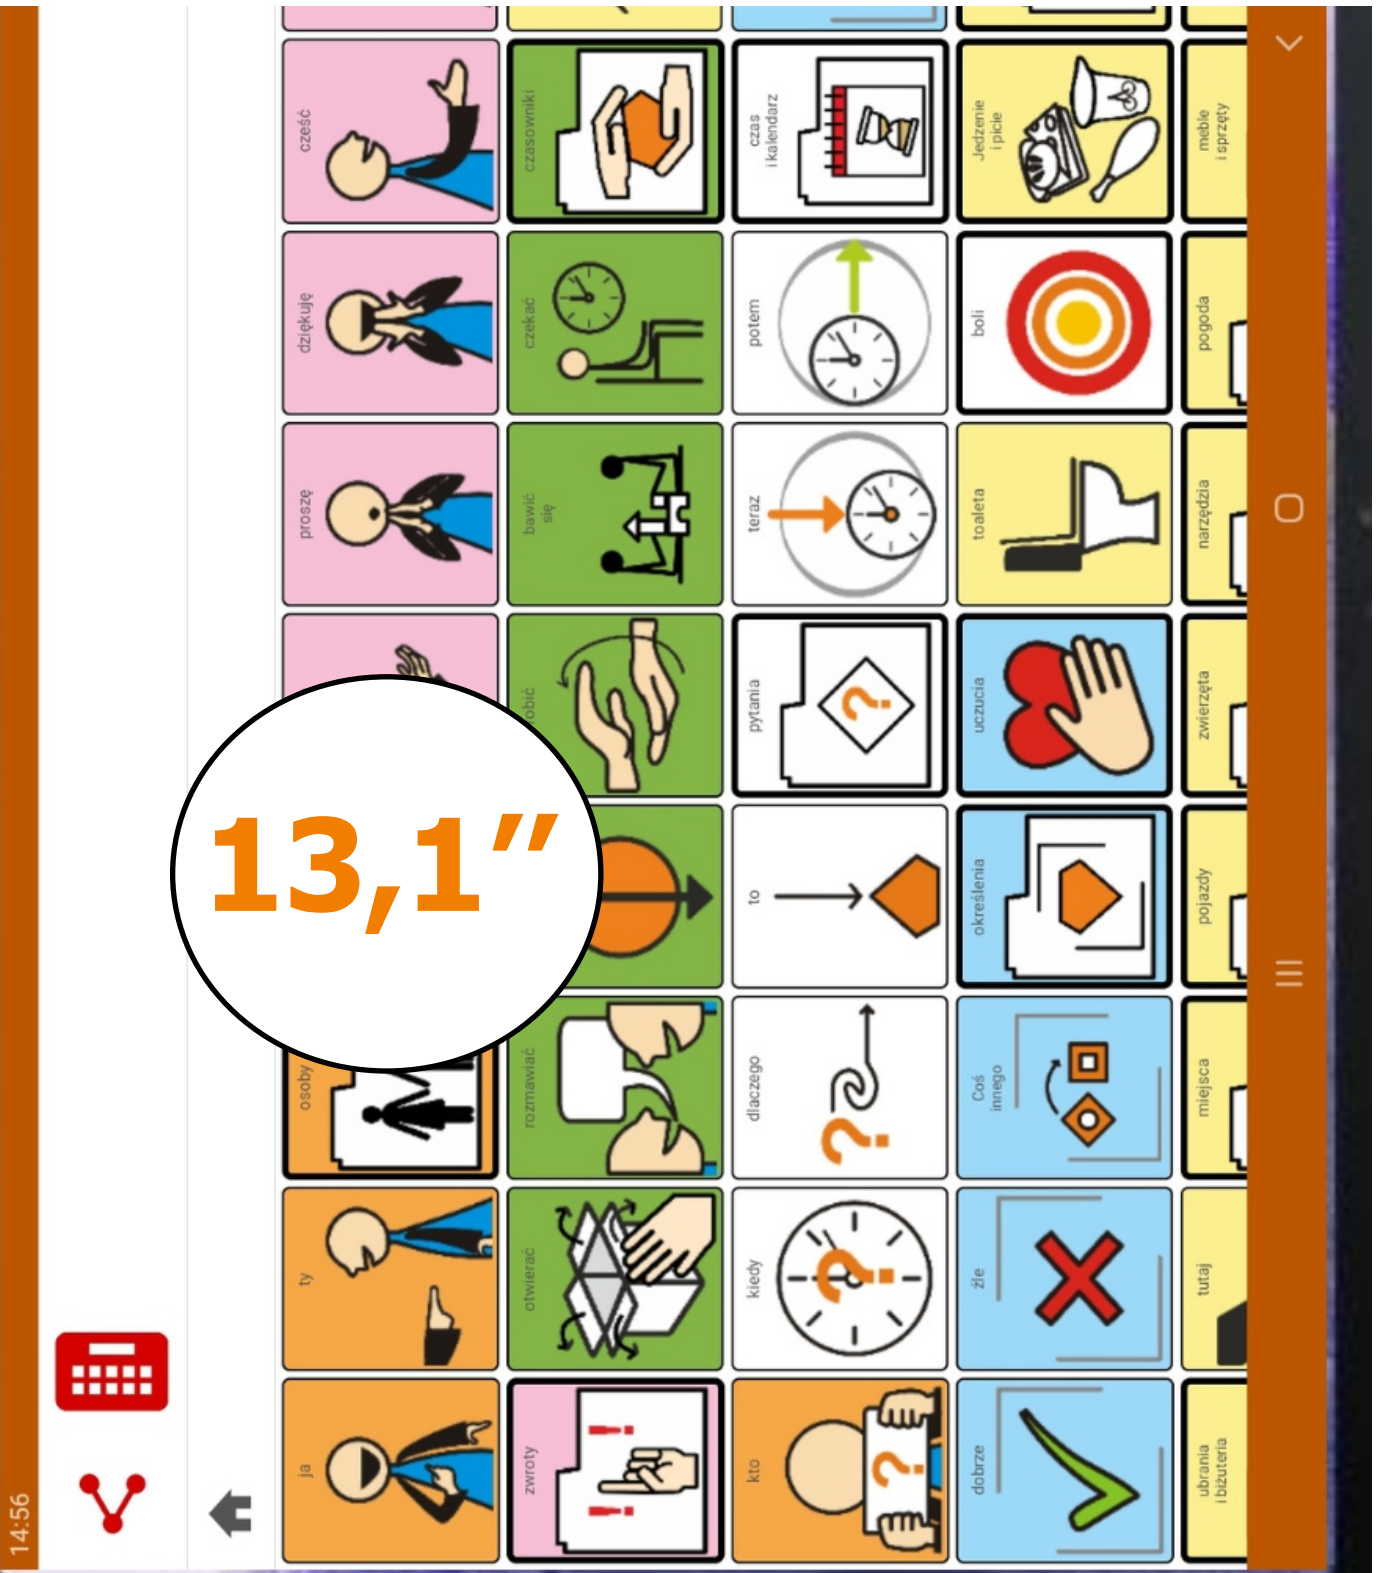 14:56
ja
ty
osoby
proszę
dziękuję
cześć
13,1”
zwroty
otwierać
rozmawiać
bawić
się
czekać
czasowniki
kto
kiedy
dlaczego
to
pytania
teraz
potem
czas
i kalendarz
dobrze
źle
Coś
innego
określenia
uczucia
toaleta
boli
Jedzenie
i picie
ubrania
i biżuteria
tutaj
miejsca
pojazdy
zwierzęta
narzędzia
pogoda
meble
i sprzęty